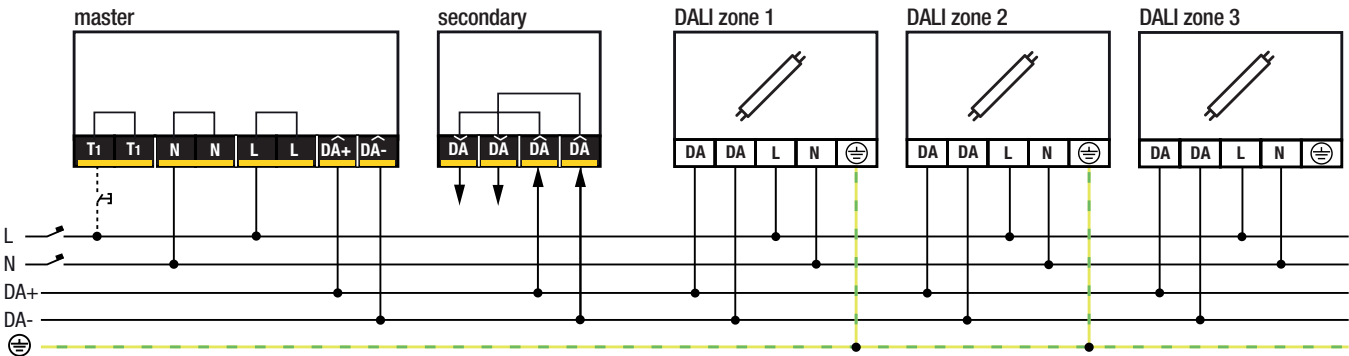 master secondary DALI zone 1 DALI zone 2 DALI zone 3
T1 T1 N N L L DA+ DA- DA DA DA DA DA DA L N DA DA L N DA DA L N
L
N
DA+
DA-